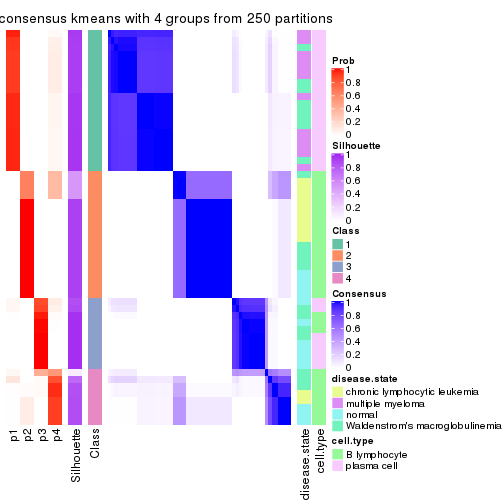 consensus kmeans with 4 groups from 250 partitions
Prob
1
0.8
0.6
0.4
0.2
0
Silhouette
1
0.8
0.6
0.4
0.2
0
Class
1
2
3
4
Consensus
1
0.8
0.6
0.4
0.2
0
disease.state
chronic lymphocytic leukemia
multiple myeloma
normal
Waldenstrom's macroglobulinemia
cell.type
B lymphocyte
plasma cell
p1
p2
p3
p4
Silhouette
Class
disease.state
cell.type